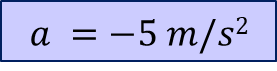 a = −5 m/s²